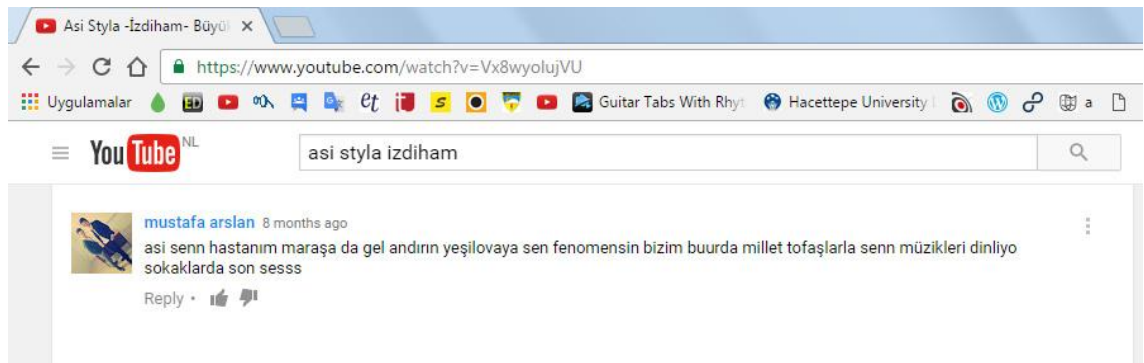 Asi Styla -İzdiham- Büyü
https://www.youtube.com/watch?v=Vx8wyolujVU
Uygulamalar Guitar Tabs With Rhyt Hacettepe University a
YouTube NL asi styla izdiham
mustafa arslan 8 months ago
asi senn hastanım maraşa da gel andırın yeşilovaya sen fenomensin bizim buurda millet tofaşlarla senn müzikleri dinliyo
sokaklarda son sesss
Reply •